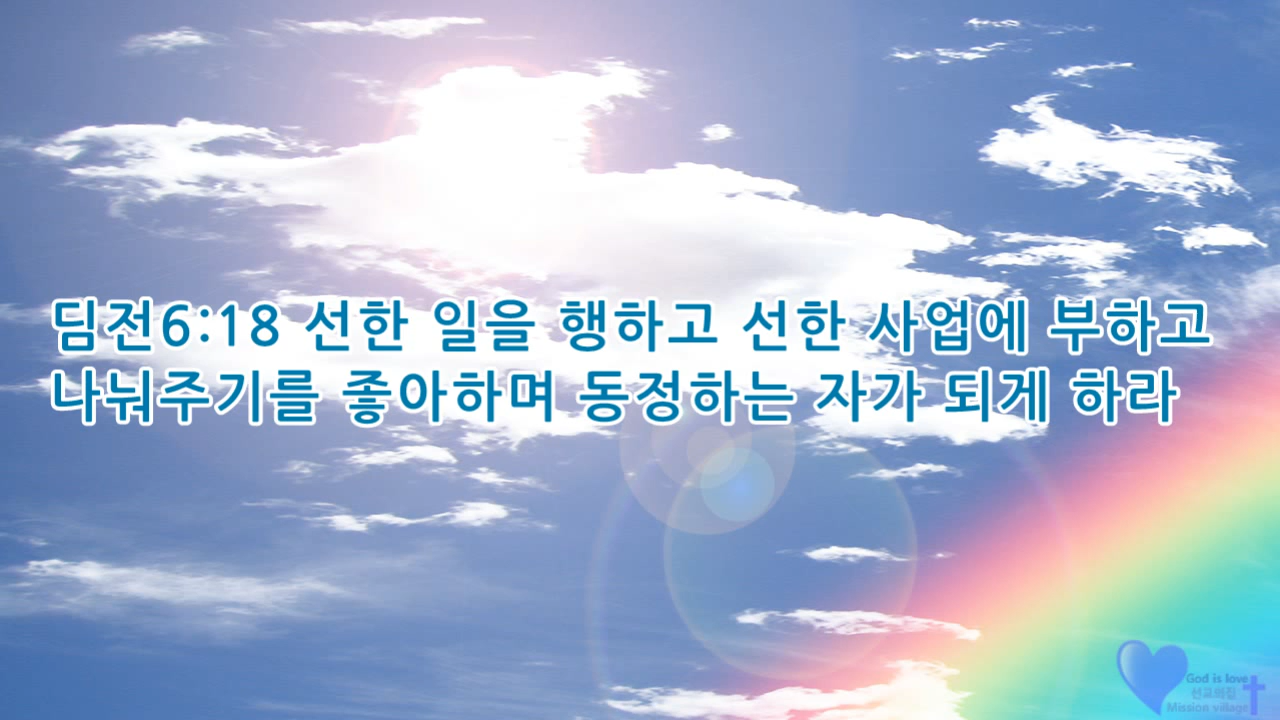 딤전6:18 선한 일을 행하고 선한 사업에 부하고
나눠주기를 좋아하며 동정하는 자가 되게 하라
God is love
선교마을
Mission village